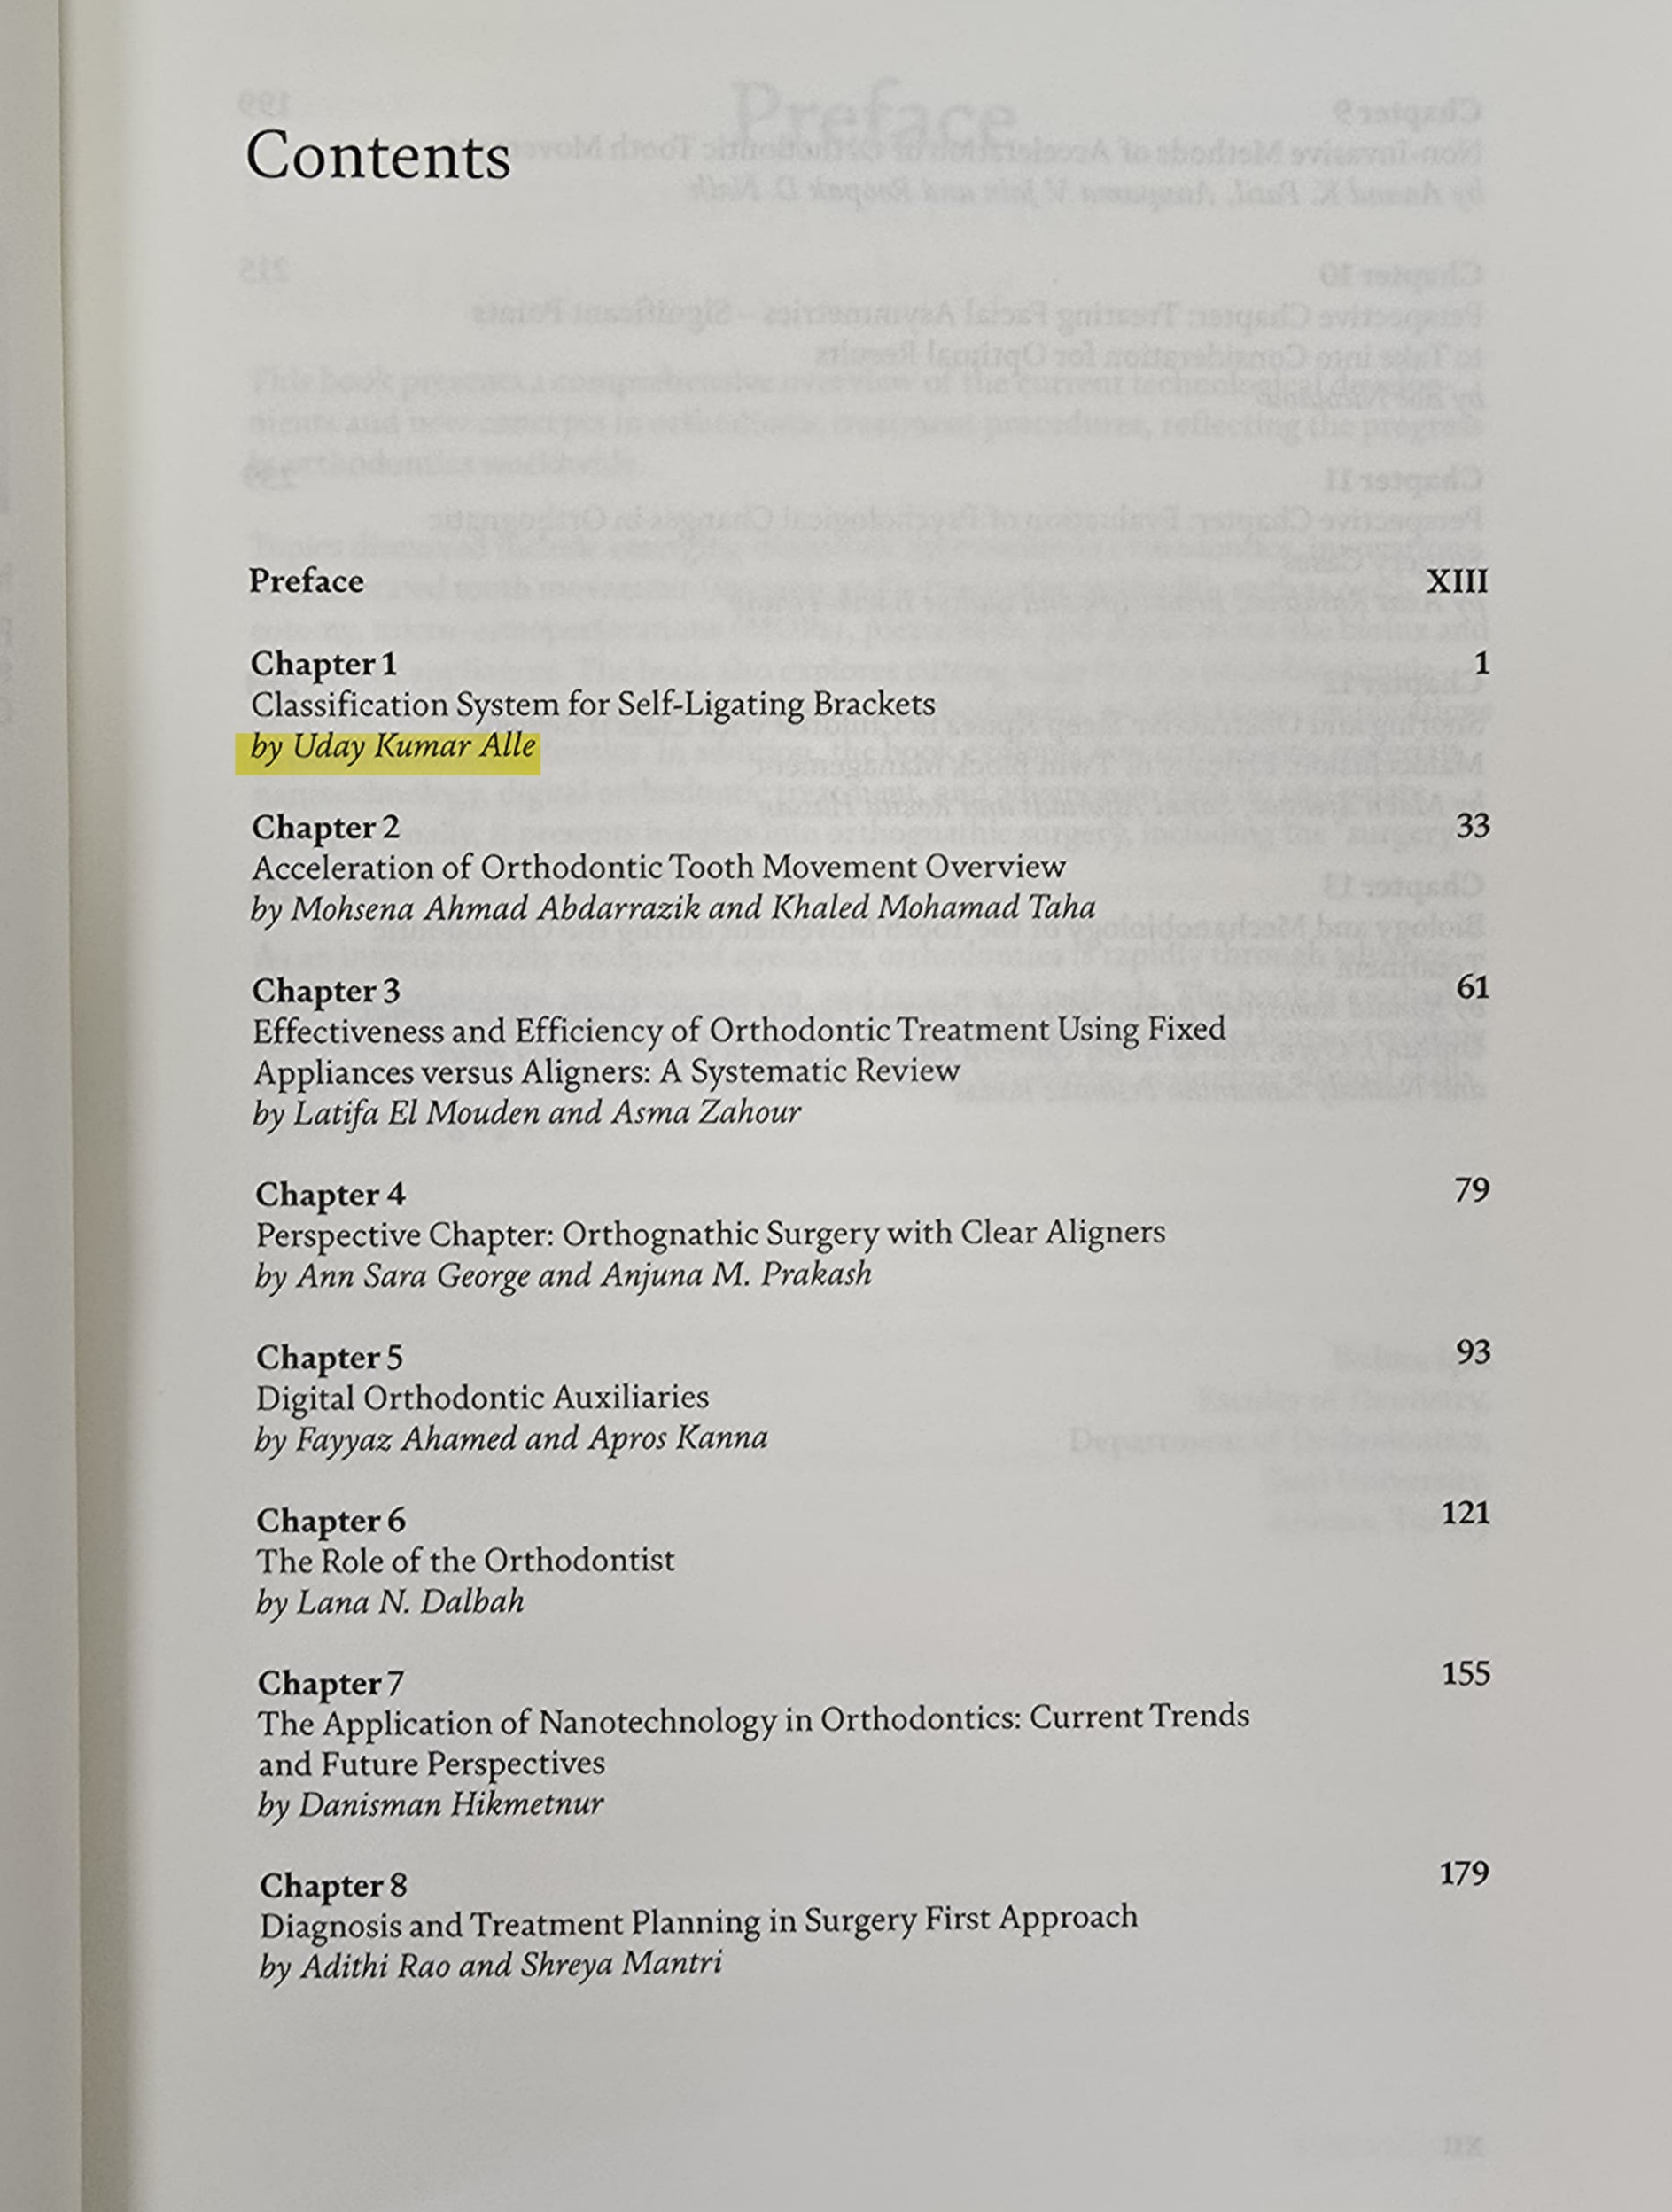 Contents
Preface XIII
Chapter 1 1
Classification System for Self-Ligating Brackets
by Uday Kumar Alle
Chapter 2 33
Acceleration of Orthodontic Tooth Movement Overview
by Mohsena Ahmad Abdarrazik and Khaled Mohamad Taha
Chapter 3 61
Effectiveness and Efficiency of Orthodontic Treatment Using Fixed
Appliances versus Aligners: A Systematic Review
by Latifa El Mouden and Asma Zahour
Chapter 4 79
Perspective Chapter: Orthognathic Surgery with Clear Aligners
by Ann Sara George and Anjuna M. Prakash
Chapter 5 93
Digital Orthodontic Auxiliaries
by Fayyaz Ahamed and Apros Kanna
Chapter 6 121
The Role of the Orthodontist
by Lana N. Dalbah
Chapter 7 155
The Application of Nanotechnology in Orthodontics: Current Trends
and Future Perspectives
by Danisman Hikmetnur
Chapter 8 179
Diagnosis and Treatment Planning in Surgery First Approach
by Adithi Rao and Shreya Mantri